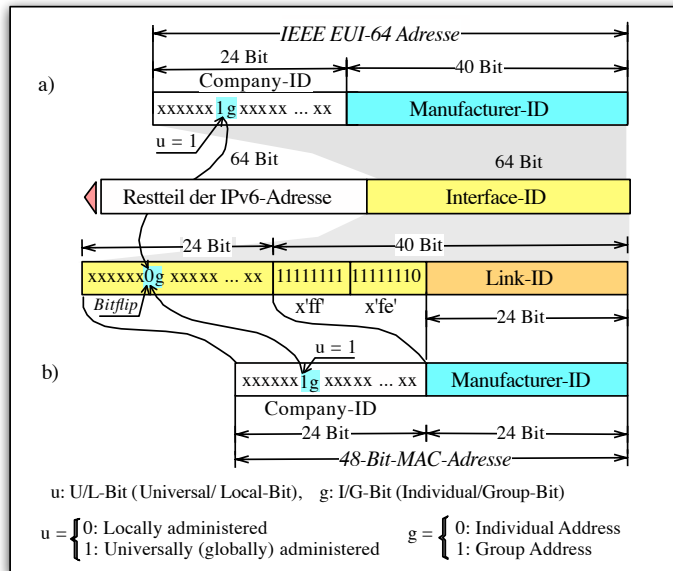 IEEE EUI-64 Adresse
24 Bit 40 Bit
Company-ID
a)
xxxxxx 1g xxxxx ... xx Manufacturer-ID
u = 1
64 Bit 64 Bit
Restteil der IPv6-Adresse Interface-ID
24 Bit 40 Bit
xxxxxx0g xxxxx ... xx 11111111 11111110 Link-ID
Bitflip x'ff' x'fe'
24 Bit
u = 1
b)
xxxxxx1g xxxxx ... xx Manufacturer-ID
Company-ID
24 Bit 24 Bit
48-Bit-MAC-Adresse
u: U/L-Bit (Universal/ Local-Bit), g: I/G-Bit (Individual/Group-Bit)
u = { 0: Locally administered g = { 0: Individual Address
1: Universally (globally) administered 1: Group Address